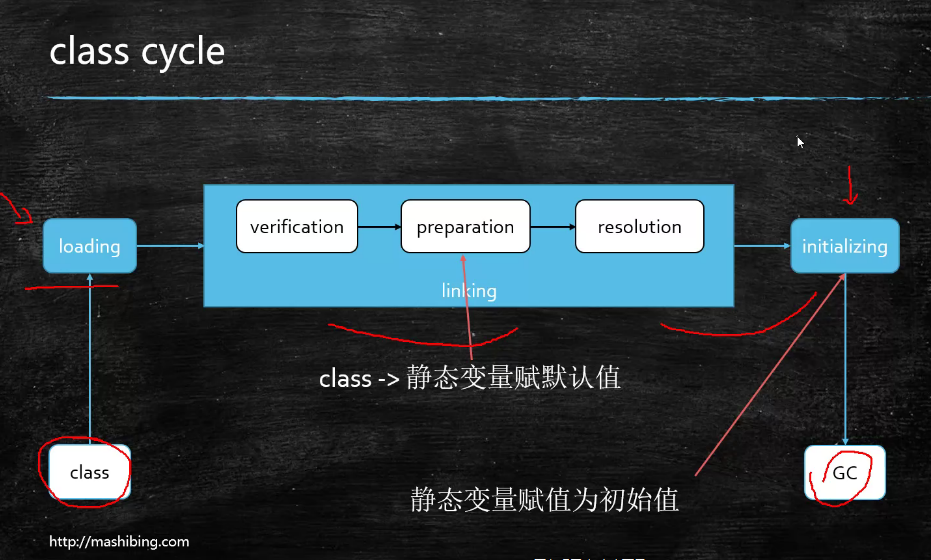 class cycle
loading
verification
preparation
resolution
initializing
linking
class -> 静态变量赋默认值
class
GC
静态变量赋值为初始值
http://mashibing.com